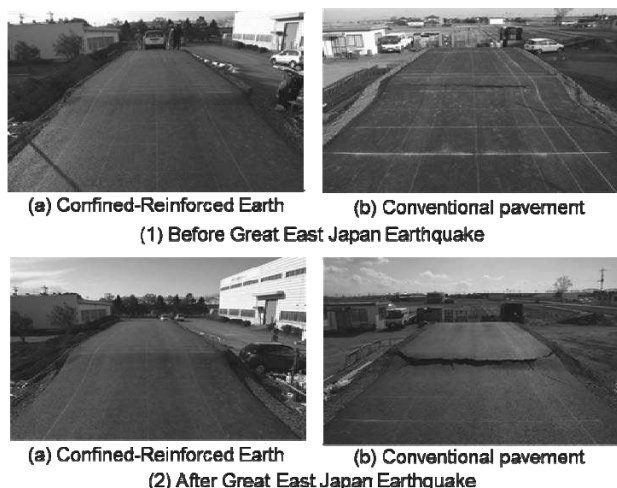 (a) Confined-Reinforced Earth
(b) Conventional pavement
(1) Before Great East Japan Earthquake
(a) Confined-Reinforced Earth
(b) Conventional pavement
(2) After Great East Japan Earthquake